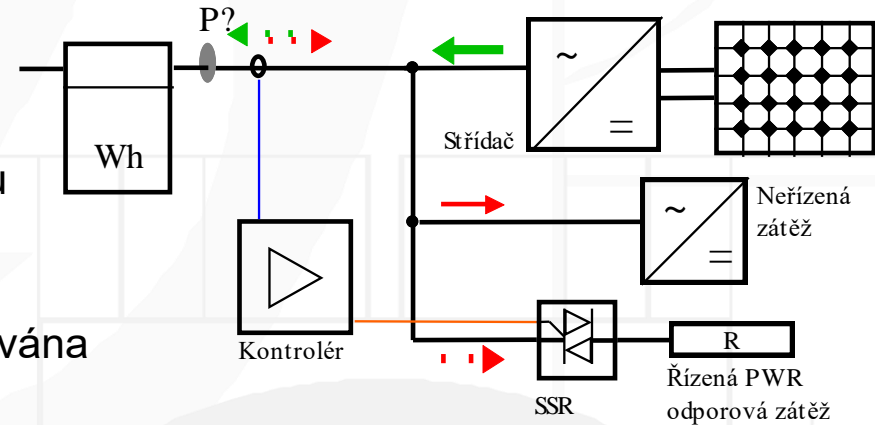 P?
~
=
Střídač
Wh
u
~
=
Neřízená
zátěž
vána
Kontrolér
R
SSR
Řízená PWR
odporová zátěž